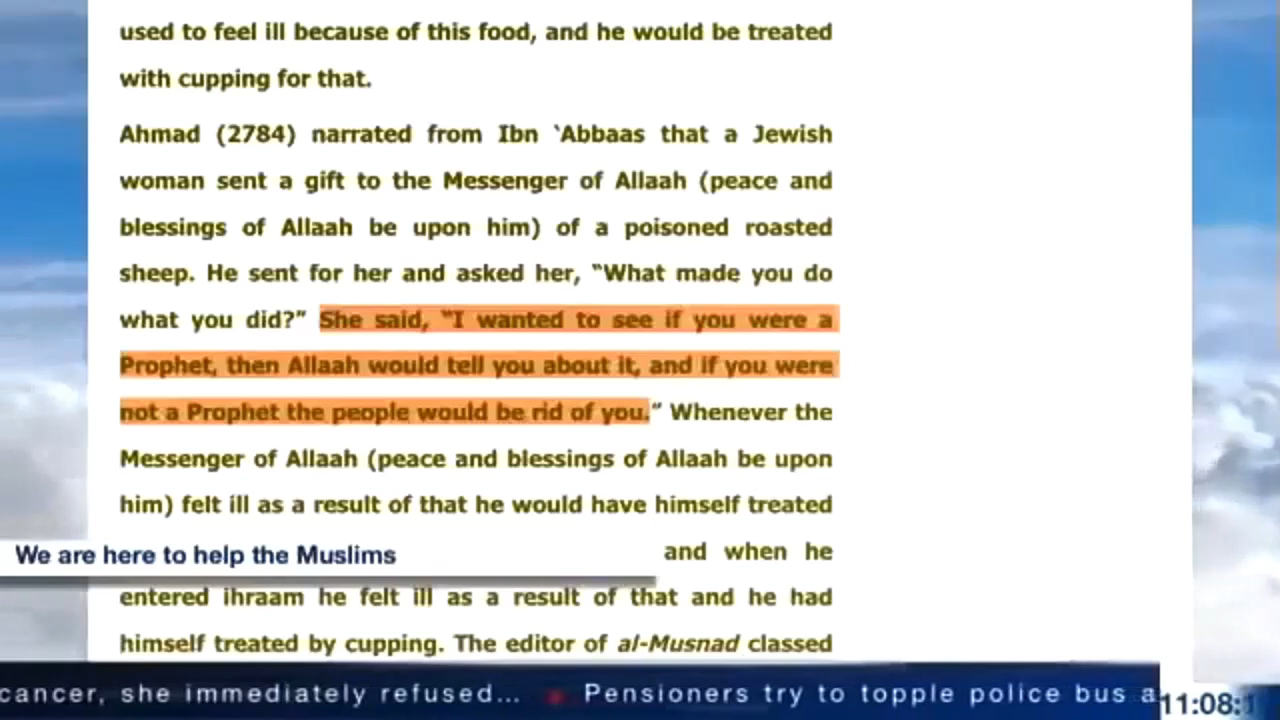 used to feel ill because of this food, and he would be treated
with cupping for that.
Ahmad (2784) narrated from Ibn `Abbaas that a Jewish
woman sent a gift to the Messenger of Allaah (peace and
blessings of Allaah be upon him) of a poisoned roasted
sheep. He sent for her and asked her, “What made you do
what you did?” She said, “I wanted to see if you were a
Prophet, then Allaah would tell you about it, and if you were
not a Prophet the people would be rid of you.” Whenever the
Messenger of Allaah (peace and blessings of Allaah be upon
him) felt ill as a result of that he would have himself treated
and when he
We are here to help the Muslims
entered ihraam he felt ill as a result of that and he had
himself treated by cupping. The editor of al-Musnad classed
cancer, she immediately refused... Pensioners try to topple police bus a
11:08:1